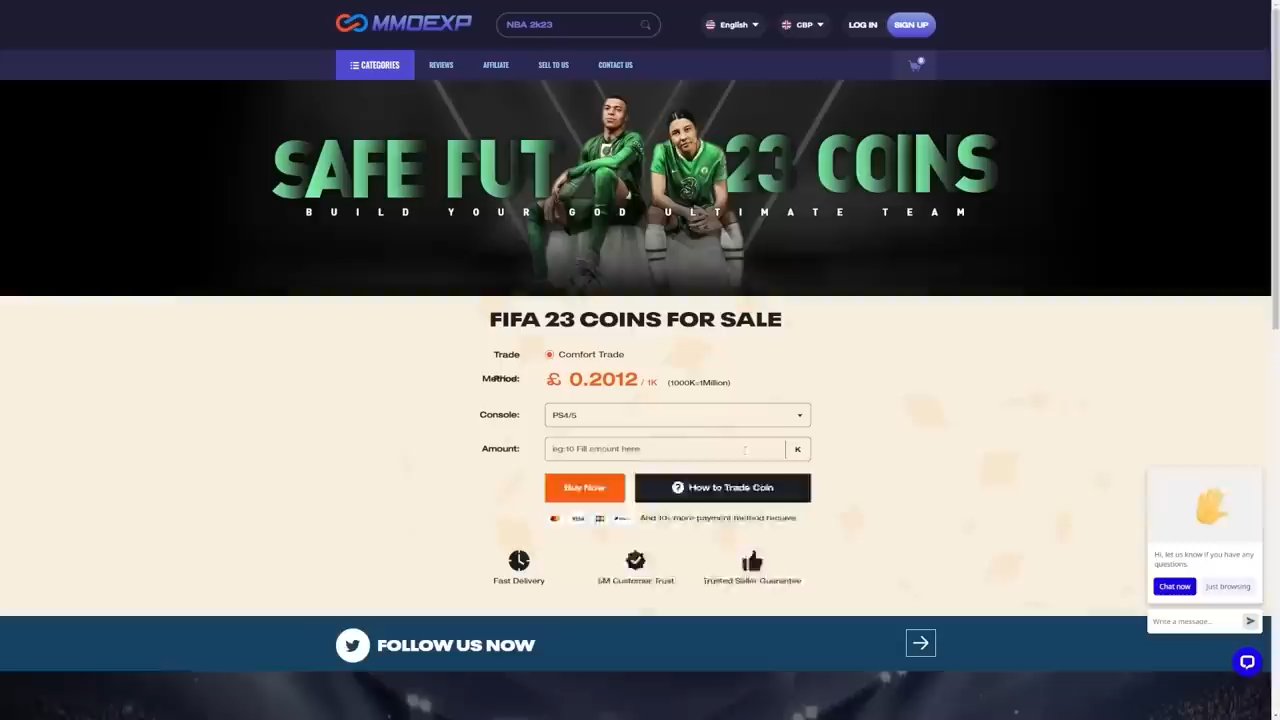 MMOEXP
NBA 2k23
English
GBP
LOG IN
SIGN UP
CATEGORIES
REVIEWS
AFFILIATE
SELL TO US
CONTACT US
0
SAFE FUT 23 COINS
BUILD YOUR GOD ULTIMATE TEAM
FIFA 23 COINS FOR SALE
Trade
Comfort Trade
£ 0.2012 / 1K (1000K=1Million)
Console:
PS4/5
Amount:
eg:10 Fill amount here
K
Buy Now
How to Trade Coin
VISA
And 10+ more payment method require
Fast Delivery
5M Customer Trust
Trusted Seller Guarantee
Hi, let us know if you have any
questions.
Chat now
Just browsing
Write a message...
FOLLOW US NOW